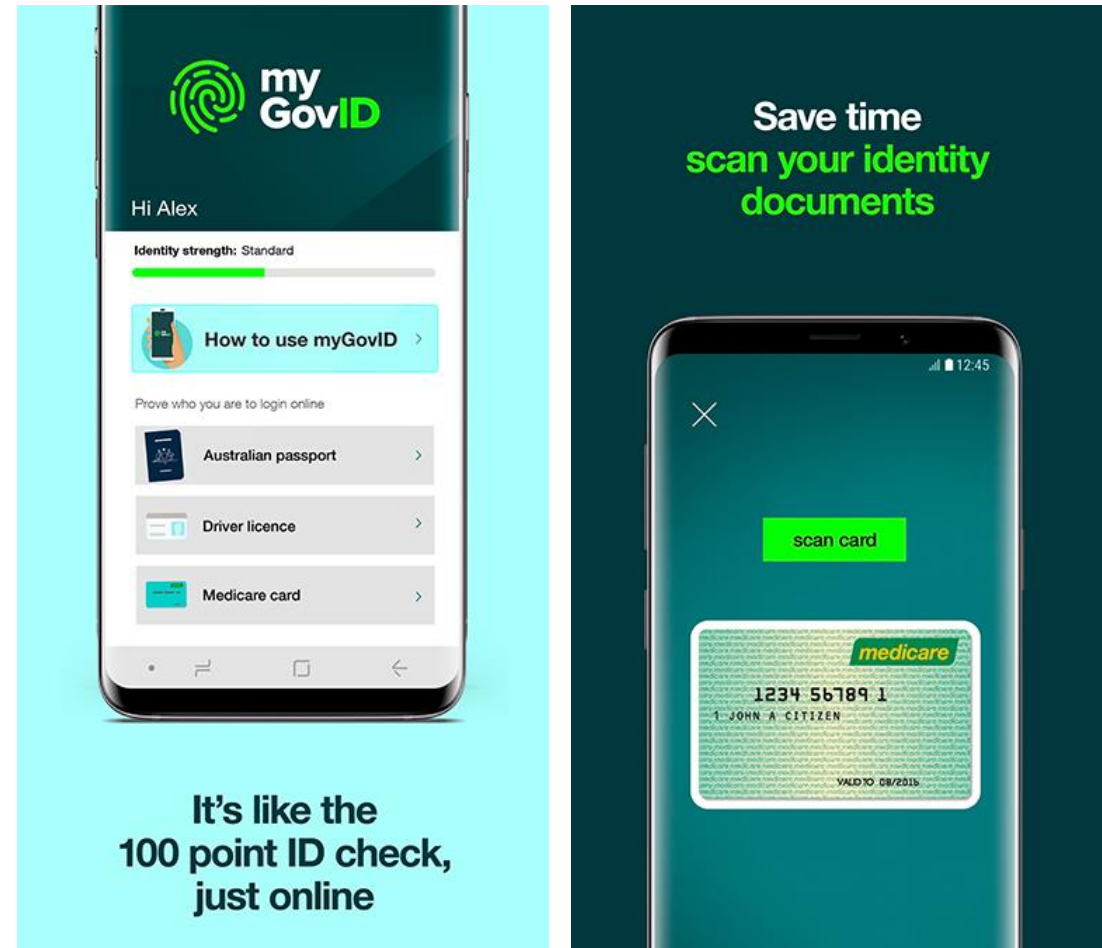 my
GovID
Hi Alex
Identity strength: Standard
How to use myGovID
Prove who you are to login online
Australian passport
Driver licence
Medicare card
It's like the
100 point ID check,
just online
Save time
scan your identity
documents
12:45
scan card
medicare
1234 56789 1
1 JOHN A CITIZEN
VALID TO 08/2016